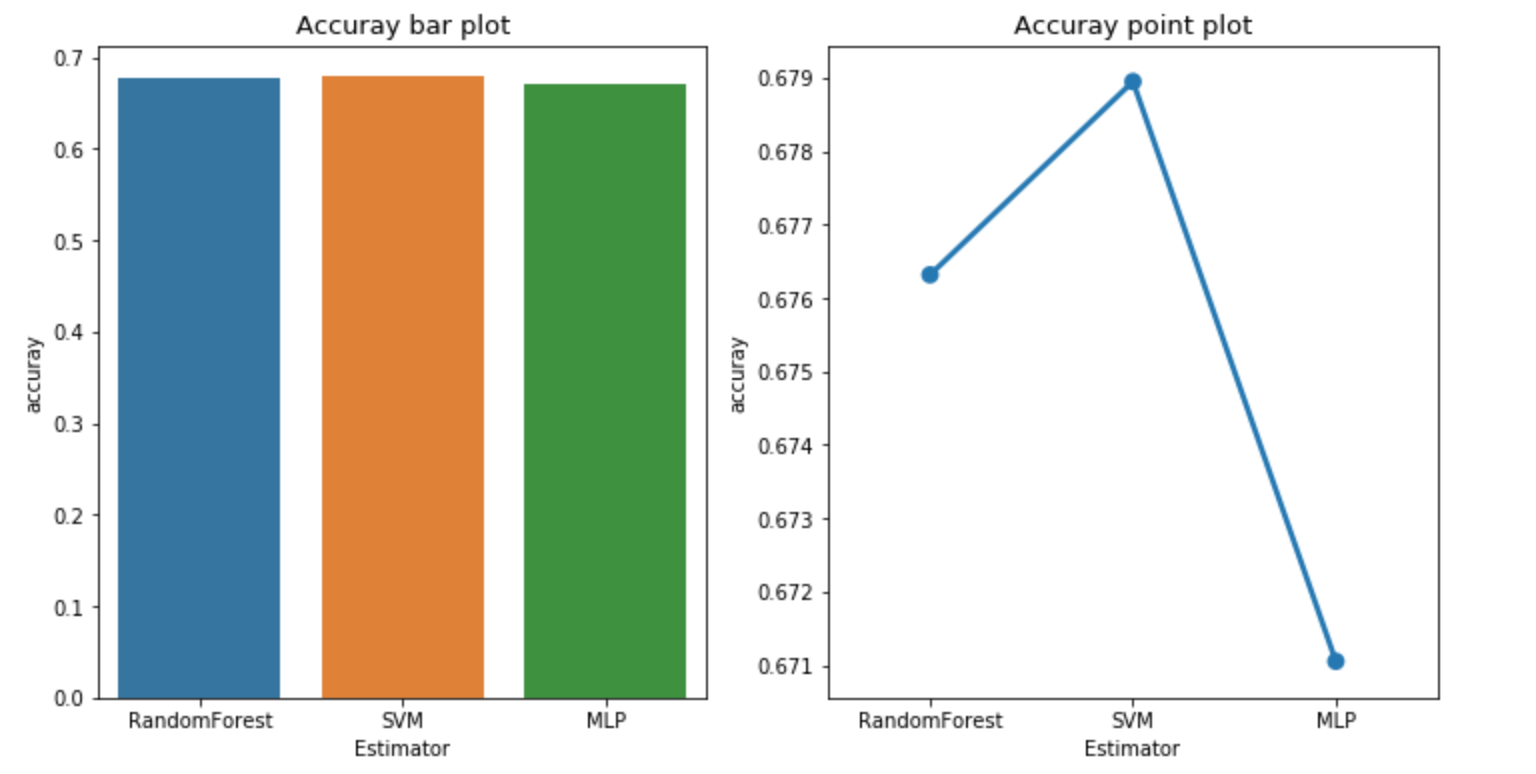 Accuray bar plot
0.7
0.6
0.5
0.4
0.3
0.2
0.1
0.0
accuray
RandomForest SVM MLP
Estimator
Accuray point plot
0.679
0.678
0.677
0.676
0.675
0.674
0.673
0.672
0.671
accuray
RandomForest SVM MLP
Estimator